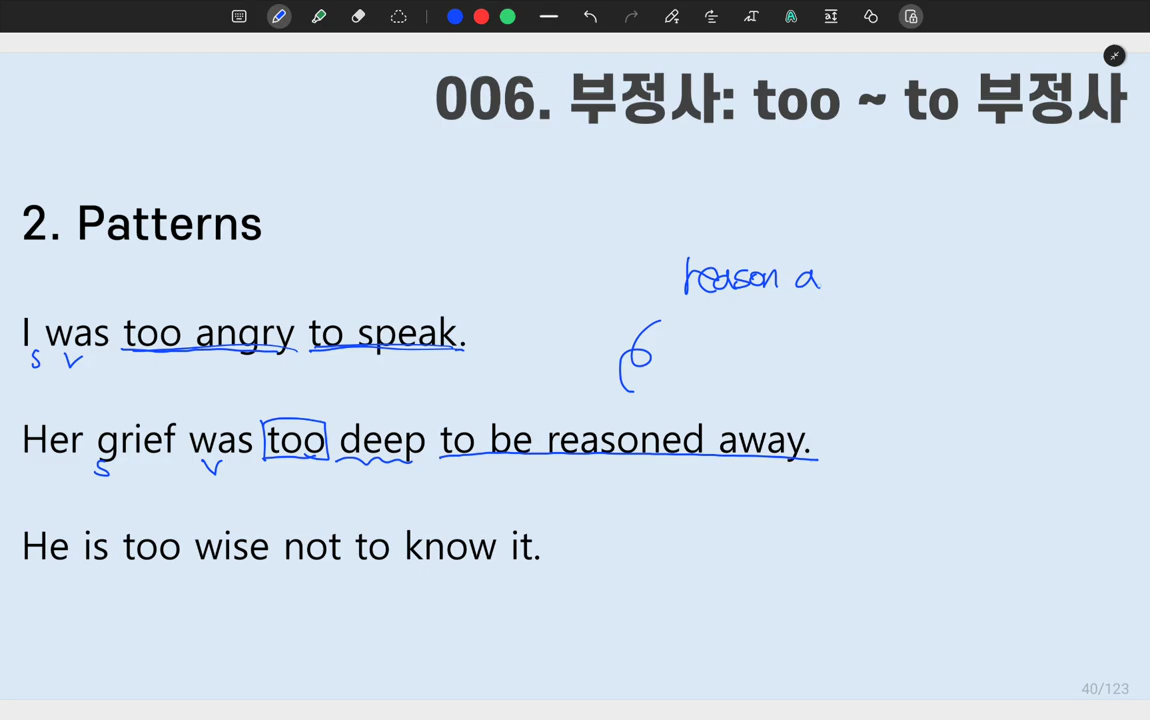 006. 부정사: too ~ to 부정사
2. Patterns
reason a
I was too angry to speak.
s v
Her grief was too deep to be reasoned away.
s v
He is too wise not to know it.
40/123